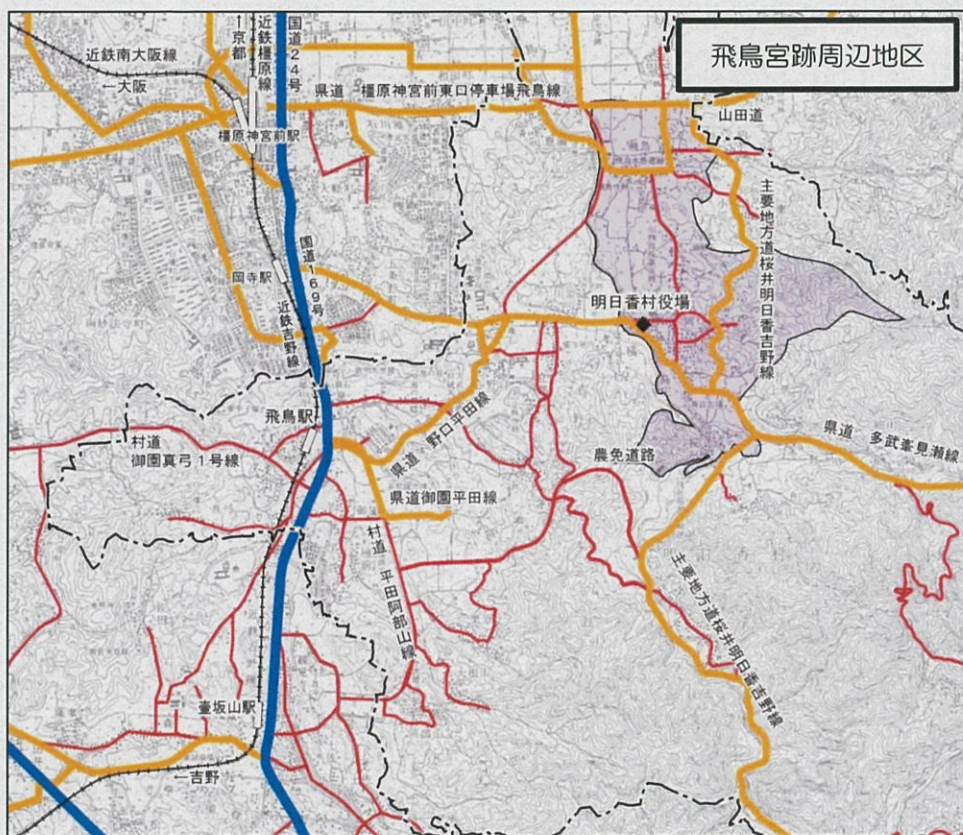 飛鳥宮跡周辺地区
近鉄南大阪線
←大阪
←京都
近鉄橿原線
国道24号
県道 橿原神宮前東口停車場飛鳥線
橿原神宮前駅
山田道
主要地方道桜井明日香吉野線
国道169号
岡寺駅
近鉄吉野線
明日香村役場
飛鳥駅
村道
御園真弓1号線
県道 野口平田線
農免道路
県道 多武峯見瀬線
県道御園平田線
村道 平田阿部山線
主要地方道桜井明日香吉野線
壷坂山駅
←吉野